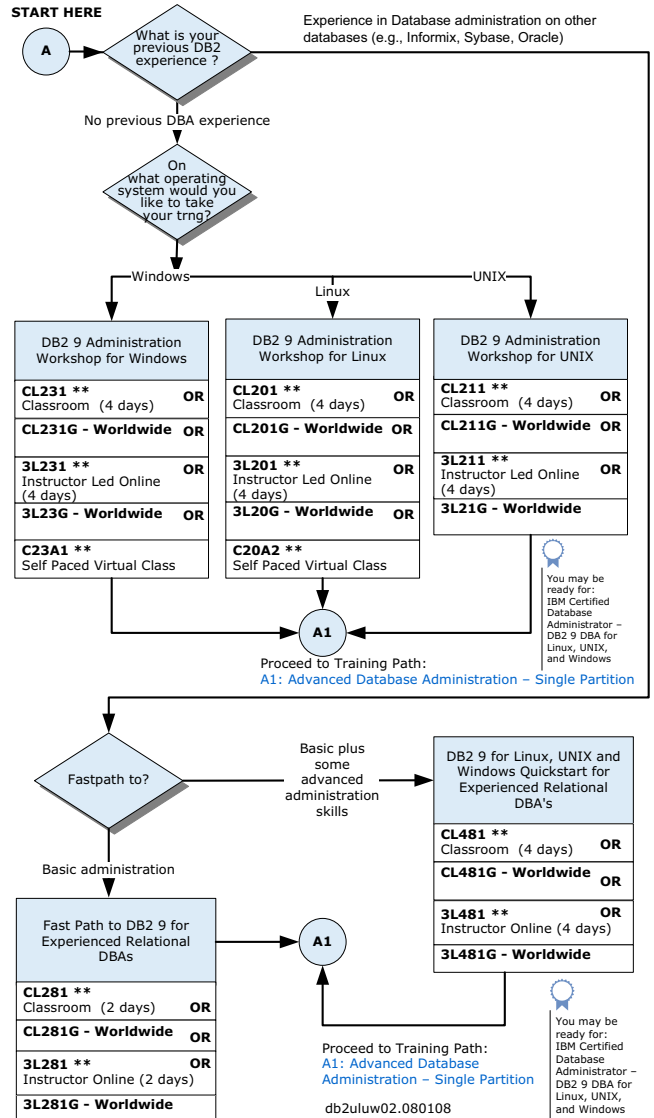 START HERE
A
What is your
previous DB2
experience ?
Experience in Database administration on other
databases (e.g., Informix, Sybase, Oracle)
No previous DBA experience
On
what operating
system would you
like to take
your trng?
Windows
Linux
UNIX
DB2 9 Administration
Workshop for Windows
CL231 **
Classroom (4 days)
OR
CL231G - Worldwide
OR
3L231 **
OR
Instructor Led Online
(4 days)
3L23G - Worldwide
OR
C23A1 **
Self Paced Virtual Class
DB2 9 Administration
Workshop for Linux
CL201 **
Classroom (4 days)
OR
CL201G - Worldwide
OR
3L201 **
OR
Instructor Led Online
(4 days)
3L20G - Worldwide
OR
C20A2 **
Self Paced Virtual Class
DB2 9 Administration
Workshop for UNIX
CL211 **
Classroom (4 days)
OR
CL211G - Worldwide
OR
3L211 **
OR
Instructor Led Online
(4 days)
3L21G - Worldwide
You may be
ready for:
IBM Certified
Database
Administrator –
DB2 9 DBA for
Linux, UNIX,
and Windows
A1
Proceed to Training Path:
A1: Advanced Database Administration – Single Partition
Fastpath to?
Basic plus
some
advanced
administration
skills
DB2 9 for Linux, UNIX and
Windows Quickstart for
Experienced Relational
DBA's
CL481 **
Classroom (4 days)
OR
CL481G - Worldwide
OR
3L481 **
OR
Instructor Online (4 days)
3L481G - Worldwide
Basic administration
Fast Path to DB2 9 for
Experienced Relational
DBAs
CL281 **
Classroom (2 days)
OR
CL281G - Worldwide
OR
3L281 **
OR
Instructor Online (2 days)
3L281G - Worldwide
A1
Proceed to Training Path:
A1: Advanced Database
Administration – Single Partition
db2uluw02.080108
You may be
ready for:
IBM Certified
Database
Administrator –
DB2 9 DBA for
Linux, UNIX,
and Windows